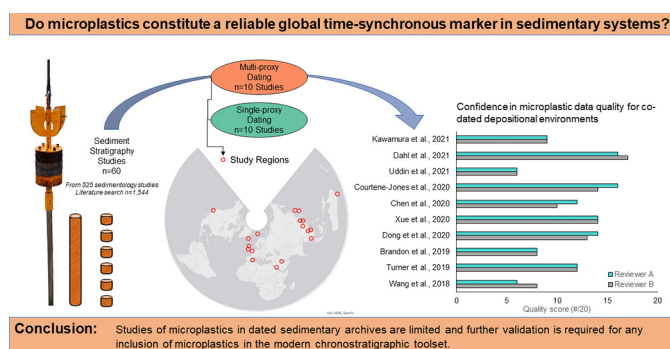 Do microplastics constitute a reliable global time-synchronous marker in sedimentary systems?
Sediment
Stratigraphy
Studies
n=60
From 525 sedimentology studies
Literature search n=1,544
Multi-proxy
Dating
n=10 Studies
Single-proxy
Dating
n=10 Studies
Study Regions
Esri, HERE, Garmin
Confidence in microplastic data quality for co-
dated depositional environments
Kawamura et al., 2021
Dahl et al., 2021
Uddin et al., 2021
Courtene-Jones et al., 2020
Chen et al., 2020
Xue et al., 2020
Dong et al., 2020
Brandon et al., 2019
Turner et al., 2019
Wang et al., 2018
Reviewer A
Reviewer B
0 5 10 15 20
Quality score (#/20)
Conclusion: Studies of microplastics in dated sedimentary archives are limited and further validation is required for any
inclusion of microplastics in the modern chronostratigraphic toolset.